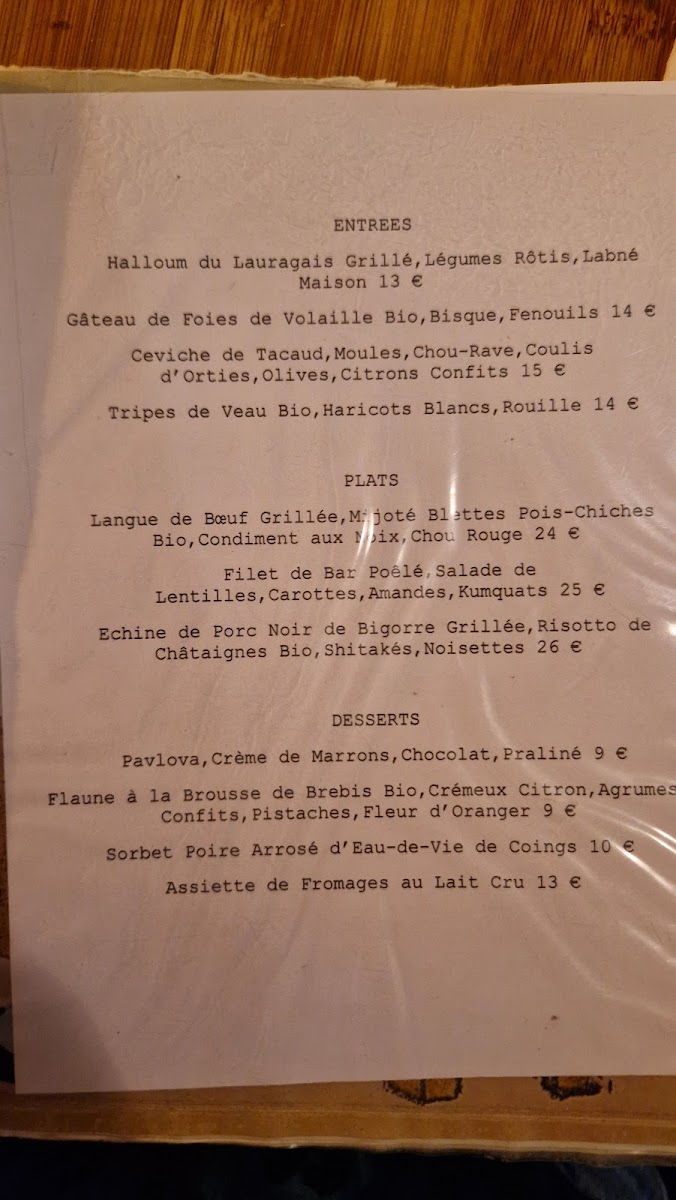 ENTREES
Halloum du Lauragais Grillé,Légumes Rôtis,Labné
Maison 13 €
Gâteau de Foies de Volaille Bio,Bisque,Fenouils 14 €
Ceviche de Tacaud,Moules,Chou-Rave,Coulis
d'Orties,Olives,Citrons Confits 15 €
Tripes de Veau Bio,Haricots Blancs,Rouille 14 €
PLATS
Langue de Bœuf Grillée,Mijoté Blettes Pois-Chiches
Bio,Condiment aux Noix,Chou Rouge 24 €
Filet de Bar Poêlé,Salade de
Lentilles,Carottes,Amandes,Kumquats 25 €
Echine de Porc Noir de Bigorre Grillée,Risotto de
Châtaignes Bio,Shitakés,Noisettes 26 €
DESSERTS
Pavlova,Crème de Marrons,Chocolat,Praliné 9 €
Flaune à la Brousse de Brebis Bio,Crémeux Citron,Agrumes
Confits,Pistaches,Fleur d'Oranger 9 €
Sorbet Poire Arrosé d'Eau-de-Vie de Coings 10 €
Assiette de Fromages au Lait Cru 13 €